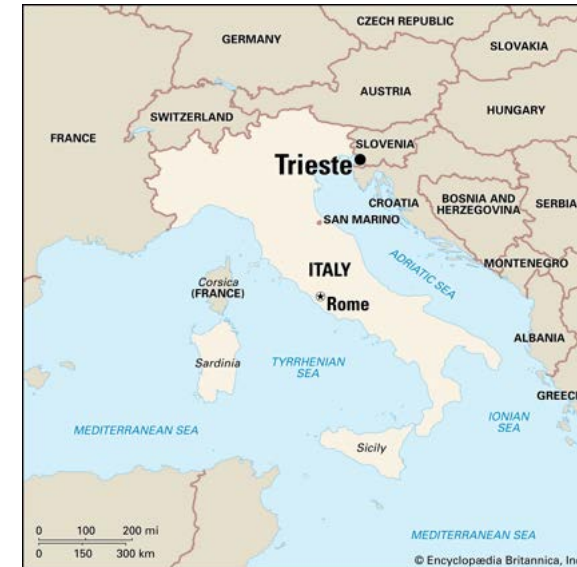 CZECH REPUBLIC
GERMANY
SLOVAKIA
AUSTRIA
HUNGARY
SWITZERLAND
FRANCE
SLOVENIA
Trieste
CROATIA
BOSNIA AND
HERZEGOVINA
SERBIA
SAN MARINO
ADRIATIC SEA
MONTENEGRO
ITALY
Corsica
(FRANCE)
Rome
ALBANIA
Sardinia
TYRRHENIAN
SEA
GREECE
IONIAN
SEA
MEDITERRANEAN SEA
Sicily
0 100 200 mi
0 150 300 km
MEDITERRANEAN SEA
© Encyclopædia Britannica, Inc